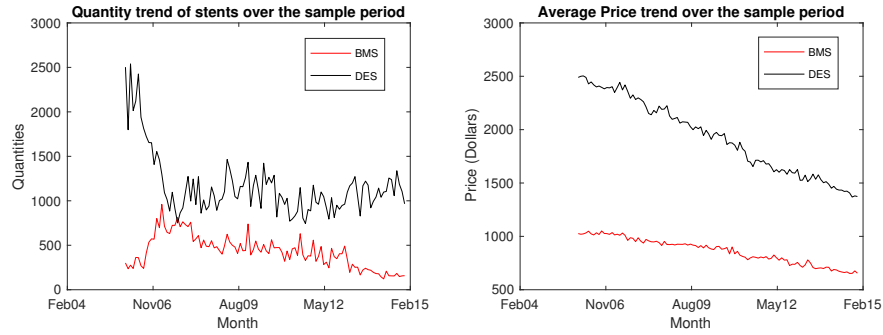 Quantity trend of stents over the sample period
3000
2500
2000
1500
1000
500
0
Quantities
BMS
DES
Feb04
Nov06
Aug09
May12
Feb15
Month
Average Price trend over the sample period
3000
2500
2000
1500
1000
500
Price (Dollars)
BMS
DES
Feb04
Nov06
Aug09
May12
Feb15
Month